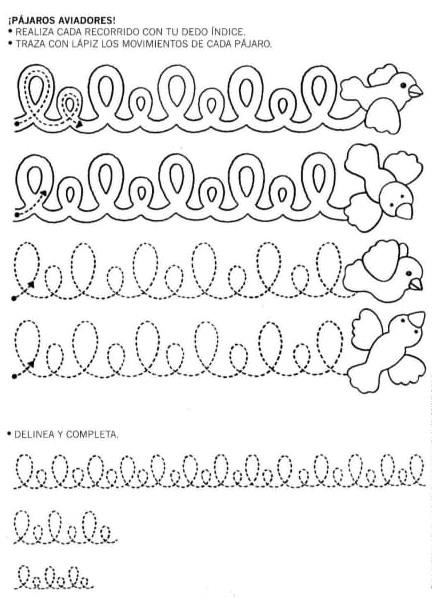 ¡PÁJAROS AVIADORES!
• REALIZA CADA RECORRIDO CON TU DEDO ÍNDICE.
• TRAZA CON LÁPIZ LOS MOVIMIENTOS DE CADA PÁJARO.
• DELINEA Y COMPLETA.